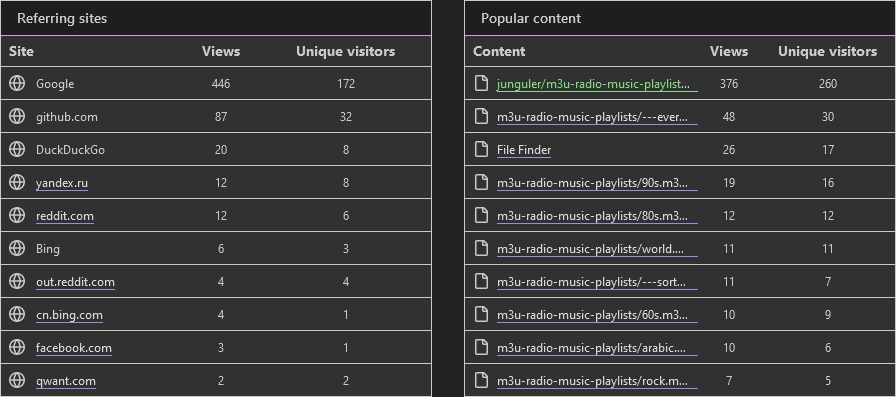 Referring sites
Site Views Unique visitors
Google 446 172
github.com 87 32
DuckDuckGo 20 8
yandex.ru 12 8
reddit.com 12 6
Bing 6 3
out.reddit.com 4 4
cn.bing.com 4 1
facebook.com 3 1
qwant.com 2 2
Popular content
Content Views Unique visitors
junguler/m3u-radio-music-playlist... 376 260
m3u-radio-music-playlists/---ever... 48 30
File Finder 26 17
m3u-radio-music-playlists/90s.m3... 19 16
m3u-radio-music-playlists/80s.m3... 12 12
m3u-radio-music-playlists/world.... 11 11
m3u-radio-music-playlists/---sort... 11 7
m3u-radio-music-playlists/60s.m3... 10 9
m3u-radio-music-playlists/arabic.... 10 6
m3u-radio-music-playlists/rock.m... 7 5